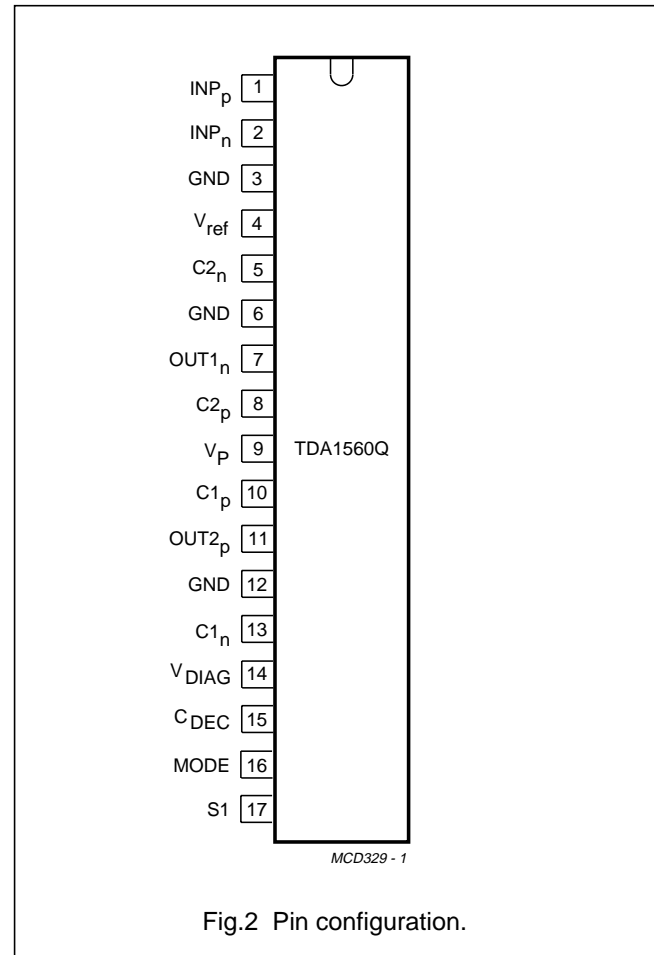 INPp 1
INPn 2
GND 3
Vref 4
C2n 5
GND 6
OUT1n 7
C2p 8
VP 9 TDA1560Q
C1p 10
OUT2p 11
GND 12
C1n 13
VDIAG 14
CDEC 15
MODE 16
S1 17
MCD329 - 1
Fig.2 Pin configuration.